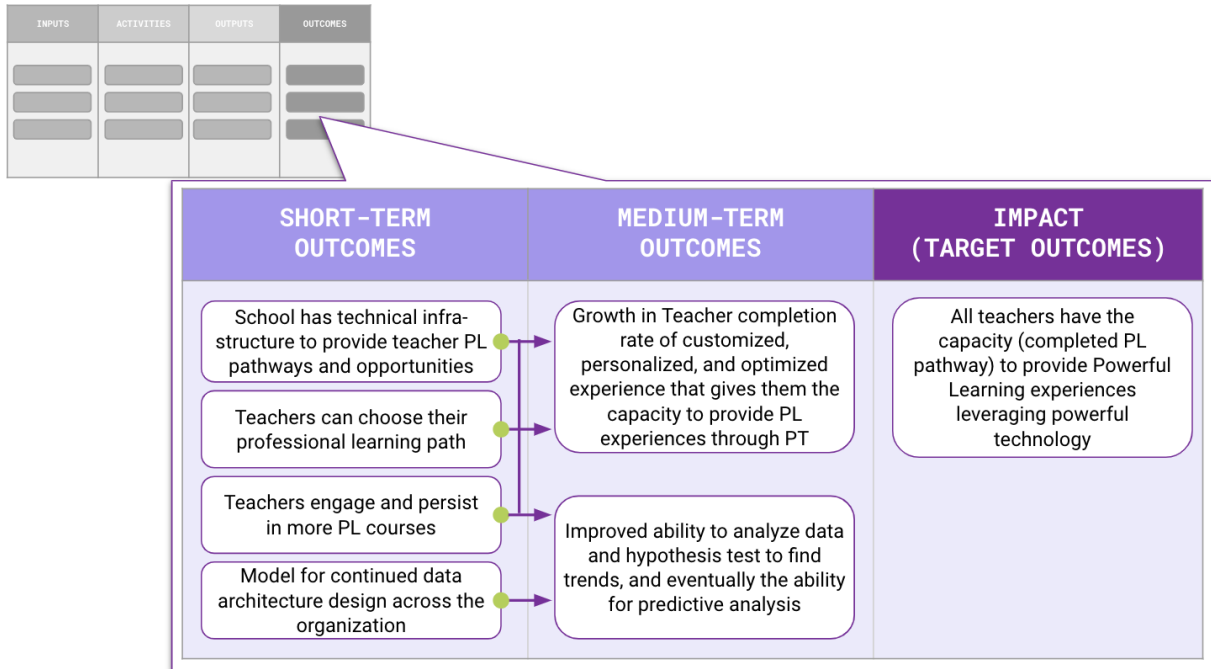 INPUTS
ACTIVITIES
OUTPUTS
OUTCOMES
SHORT-TERM
OUTCOMES
MEDIUM-TERM
OUTCOMES
IMPACT
(TARGET OUTCOMES)
School has technical infra-
structure to provide teacher PL
pathways and opportunities
Teachers can choose their
professional learning path
Teachers engage and persist
in more PL courses
Model for continued data
architecture design across the
organization
Growth in Teacher completion
rate of customized,
personalized, and optimized
experience that gives them the
capacity to provide PL
experiences through PT
Improved ability to analyze data
and hypothesis test to find
trends, and eventually the ability
for predictive analysis
All teachers have the
capacity (completed PL
pathway) to provide Powerful
Learning experiences
leveraging powerful
technology